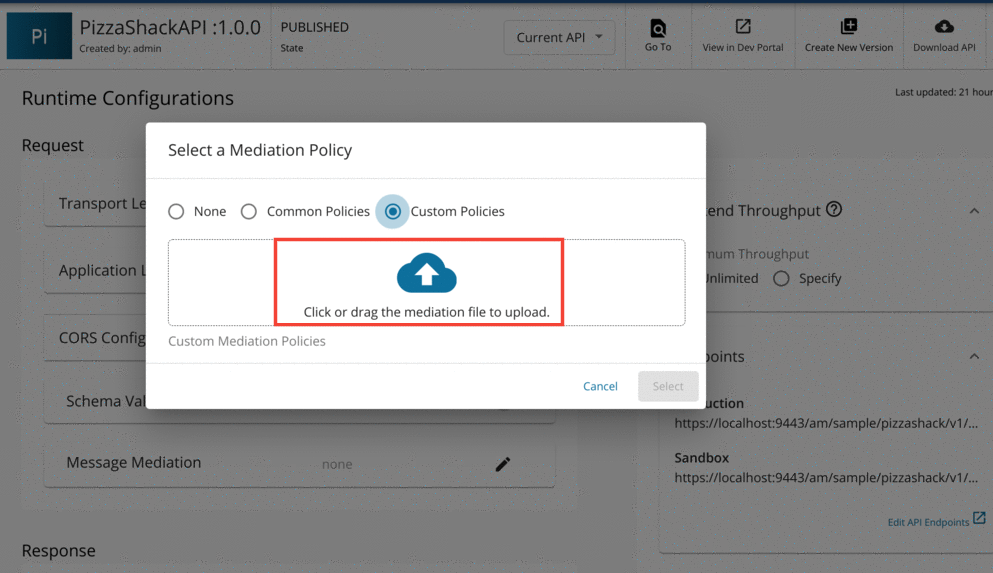 Pi
PizzaShackAPI :1.0.0
Created by: admin
PUBLISHED
State
Current API
Go To
View in Dev Portal
Create New Version
Download API
Runtime Configurations
Last updated: 21 hour
Request
Select a Mediation Policy
None
Common Policies
Custom Policies
Click or drag the mediation file to upload.
Custom Mediation Policies
Cancel
Select
Transport Le
Application L
CORS Config
Schema Val
Message Mediation
none
Response
end Throughput
mum Throughput
Unlimited
Specify
points
uction
https://localhost:9443/am/sample/pizzashack/v1/...
Sandbox
https://localhost:9443/am/sample/pizzashack/v1/...
Edit API Endpoints